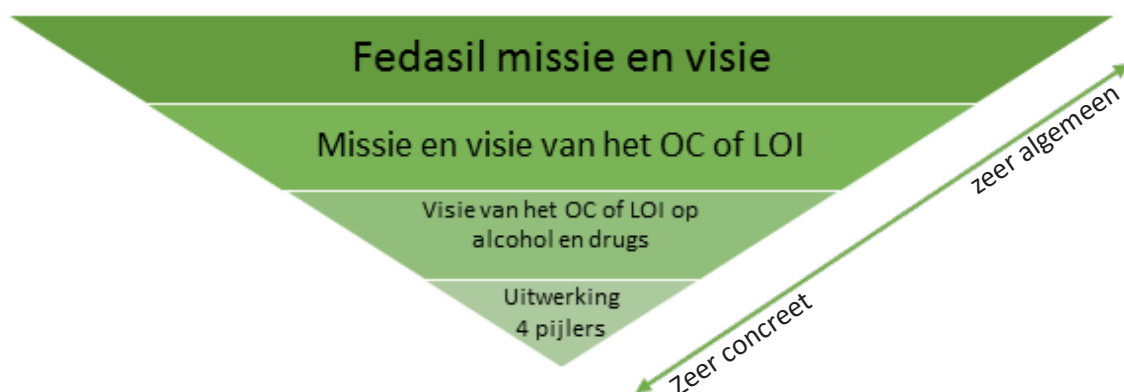 Fedasil missie en visie
Missie en visie van het OC of LOI
Visie van het OC of LOI op
alcohol en drugs
Uitwerking
4 pijlers
zeer algemeen
Zeer concreet